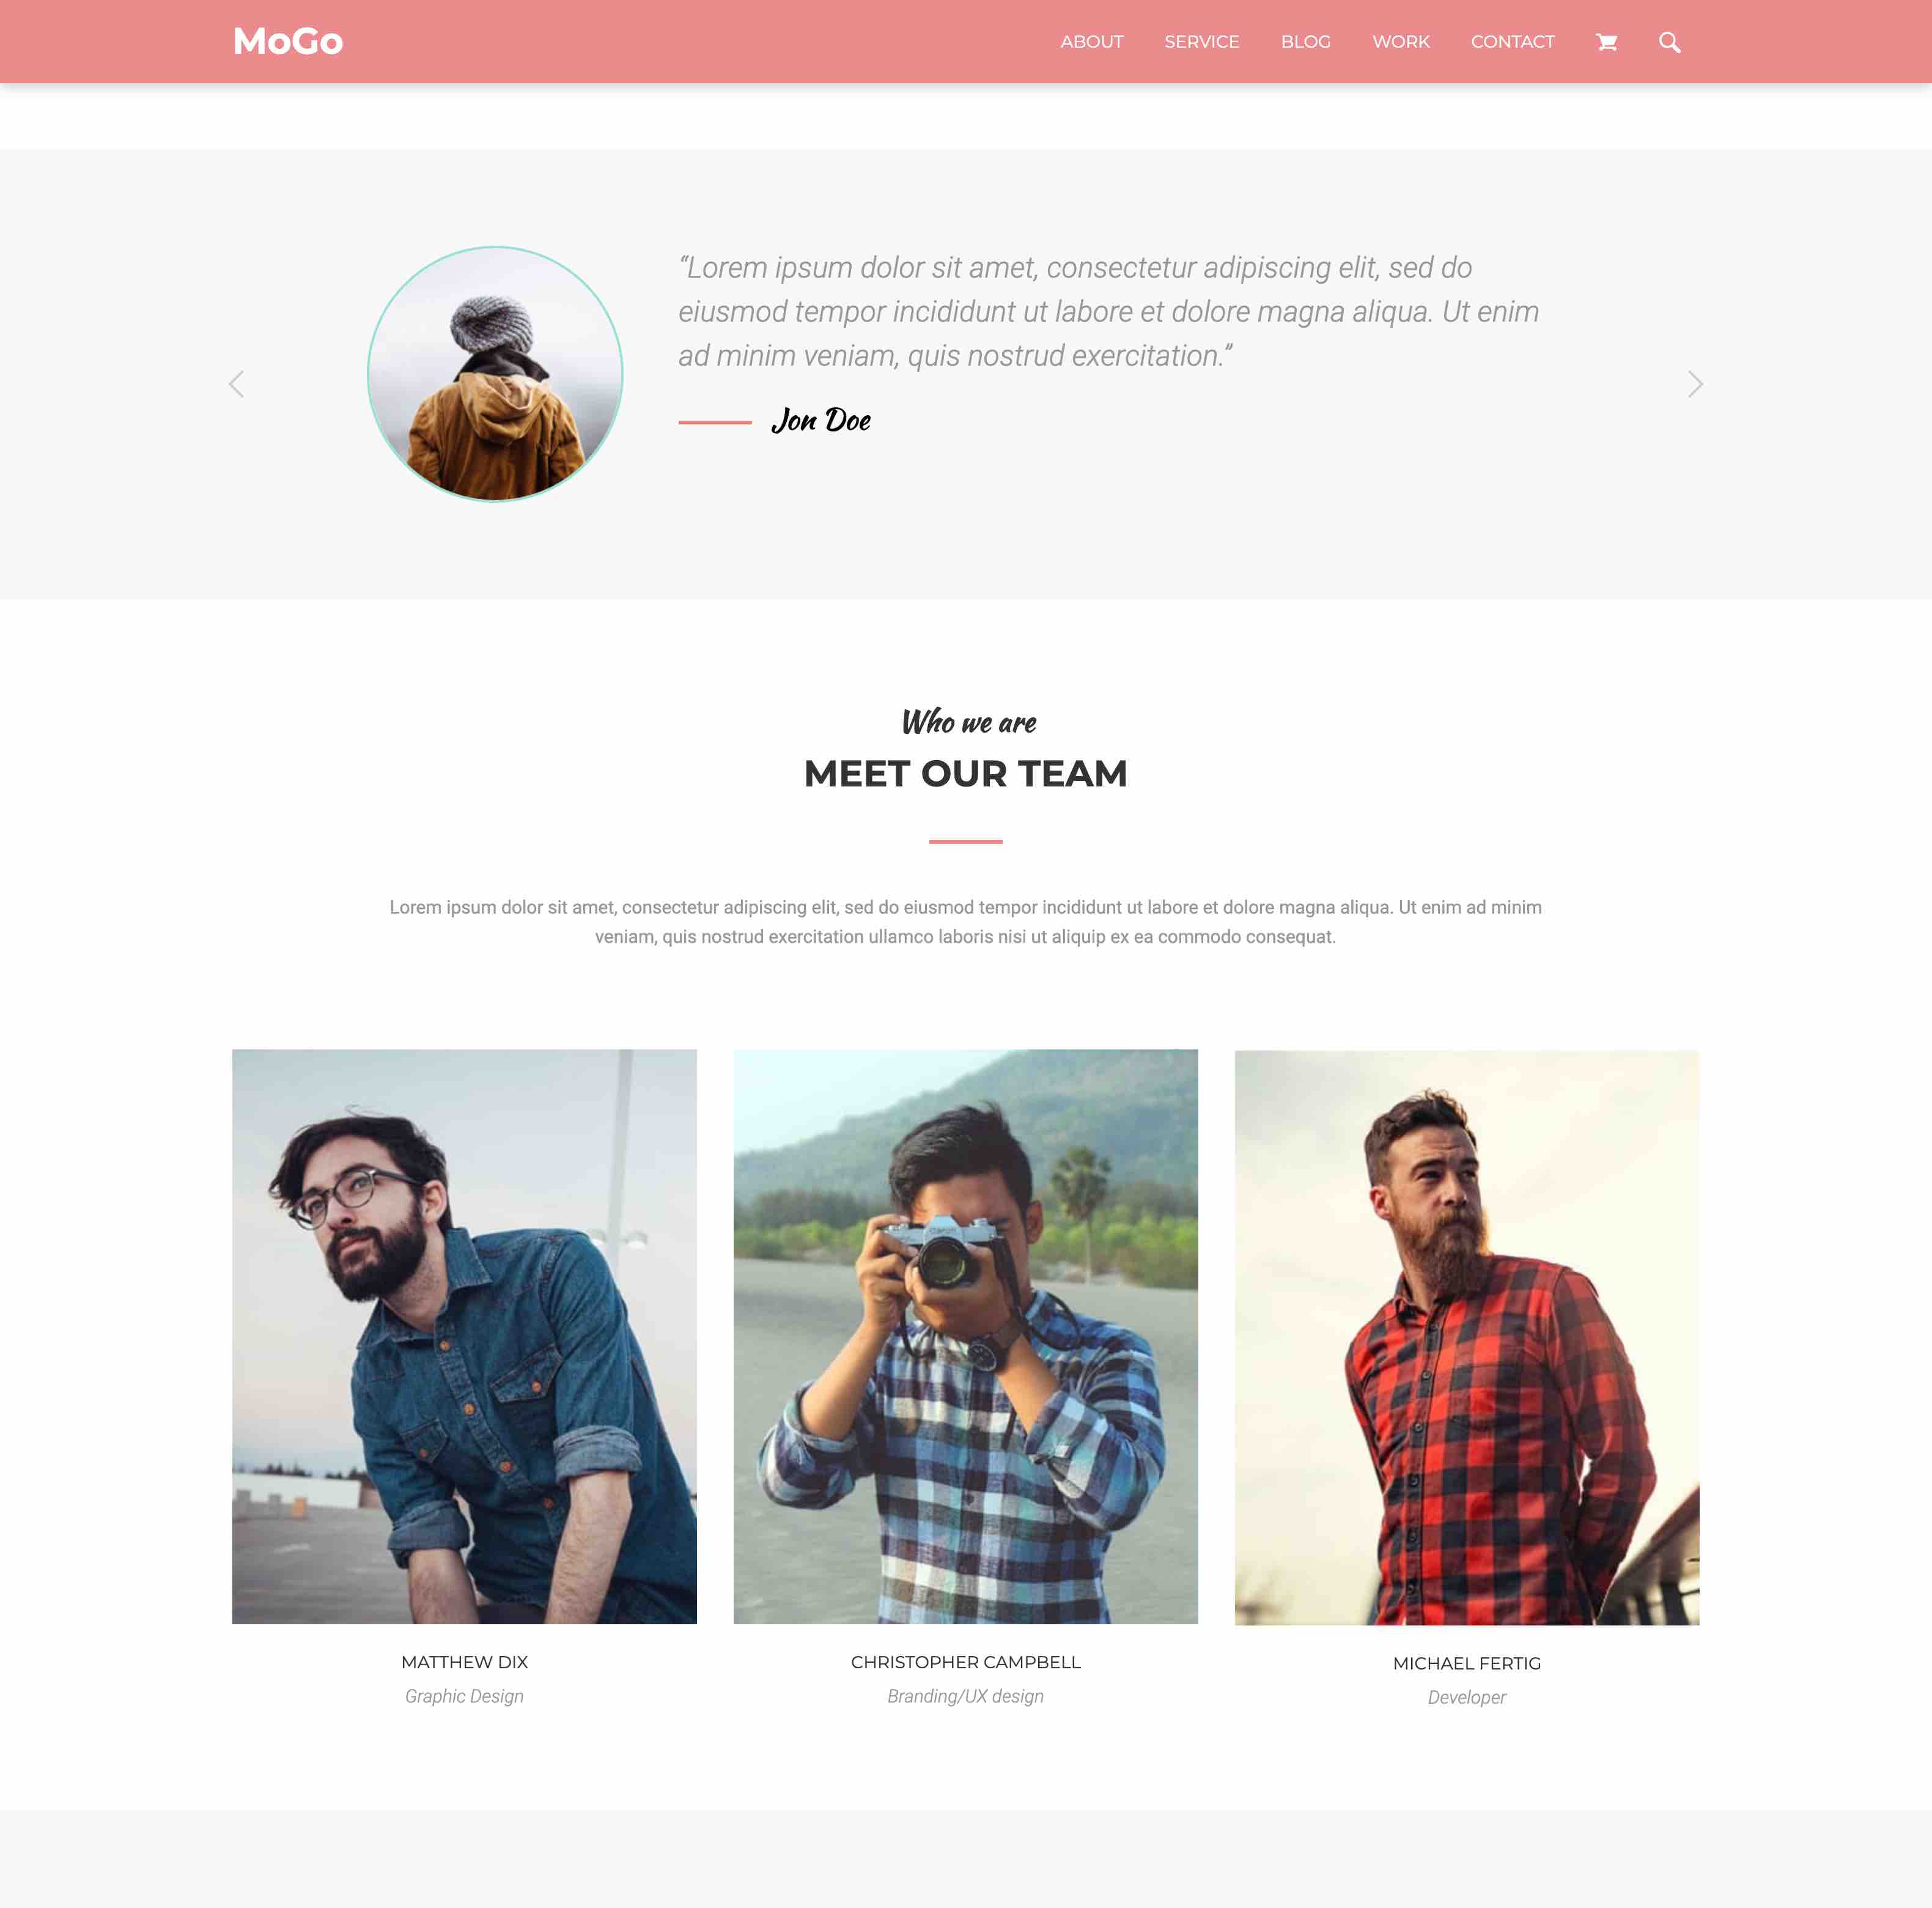 MoGo
ABOUT SERVICE BLOG WORK CONTACT
“Lorem ipsum dolor sit amet, consectetur adipiscing elit, sed do
eiusmod tempor incididunt ut labore et dolore magna aliqua. Ut enim
ad minim veniam, quis nostrud exercitation.”
Jon Doe
Who we are
MEET OUR TEAM
Lorem ipsum dolor sit amet, consectetur adipiscing elit, sed do eiusmod tempor incididunt ut labore et dolore magna aliqua. Ut enim ad minim
veniam, quis nostrud exercitation ullamco laboris nisi ut aliquip ex ea commodo consequat.
Canon
MATTHEW DIX
Graphic Design
CHRISTOPHER CAMPBELL
Branding/UX design
MICHAEL FERTIG
Developer